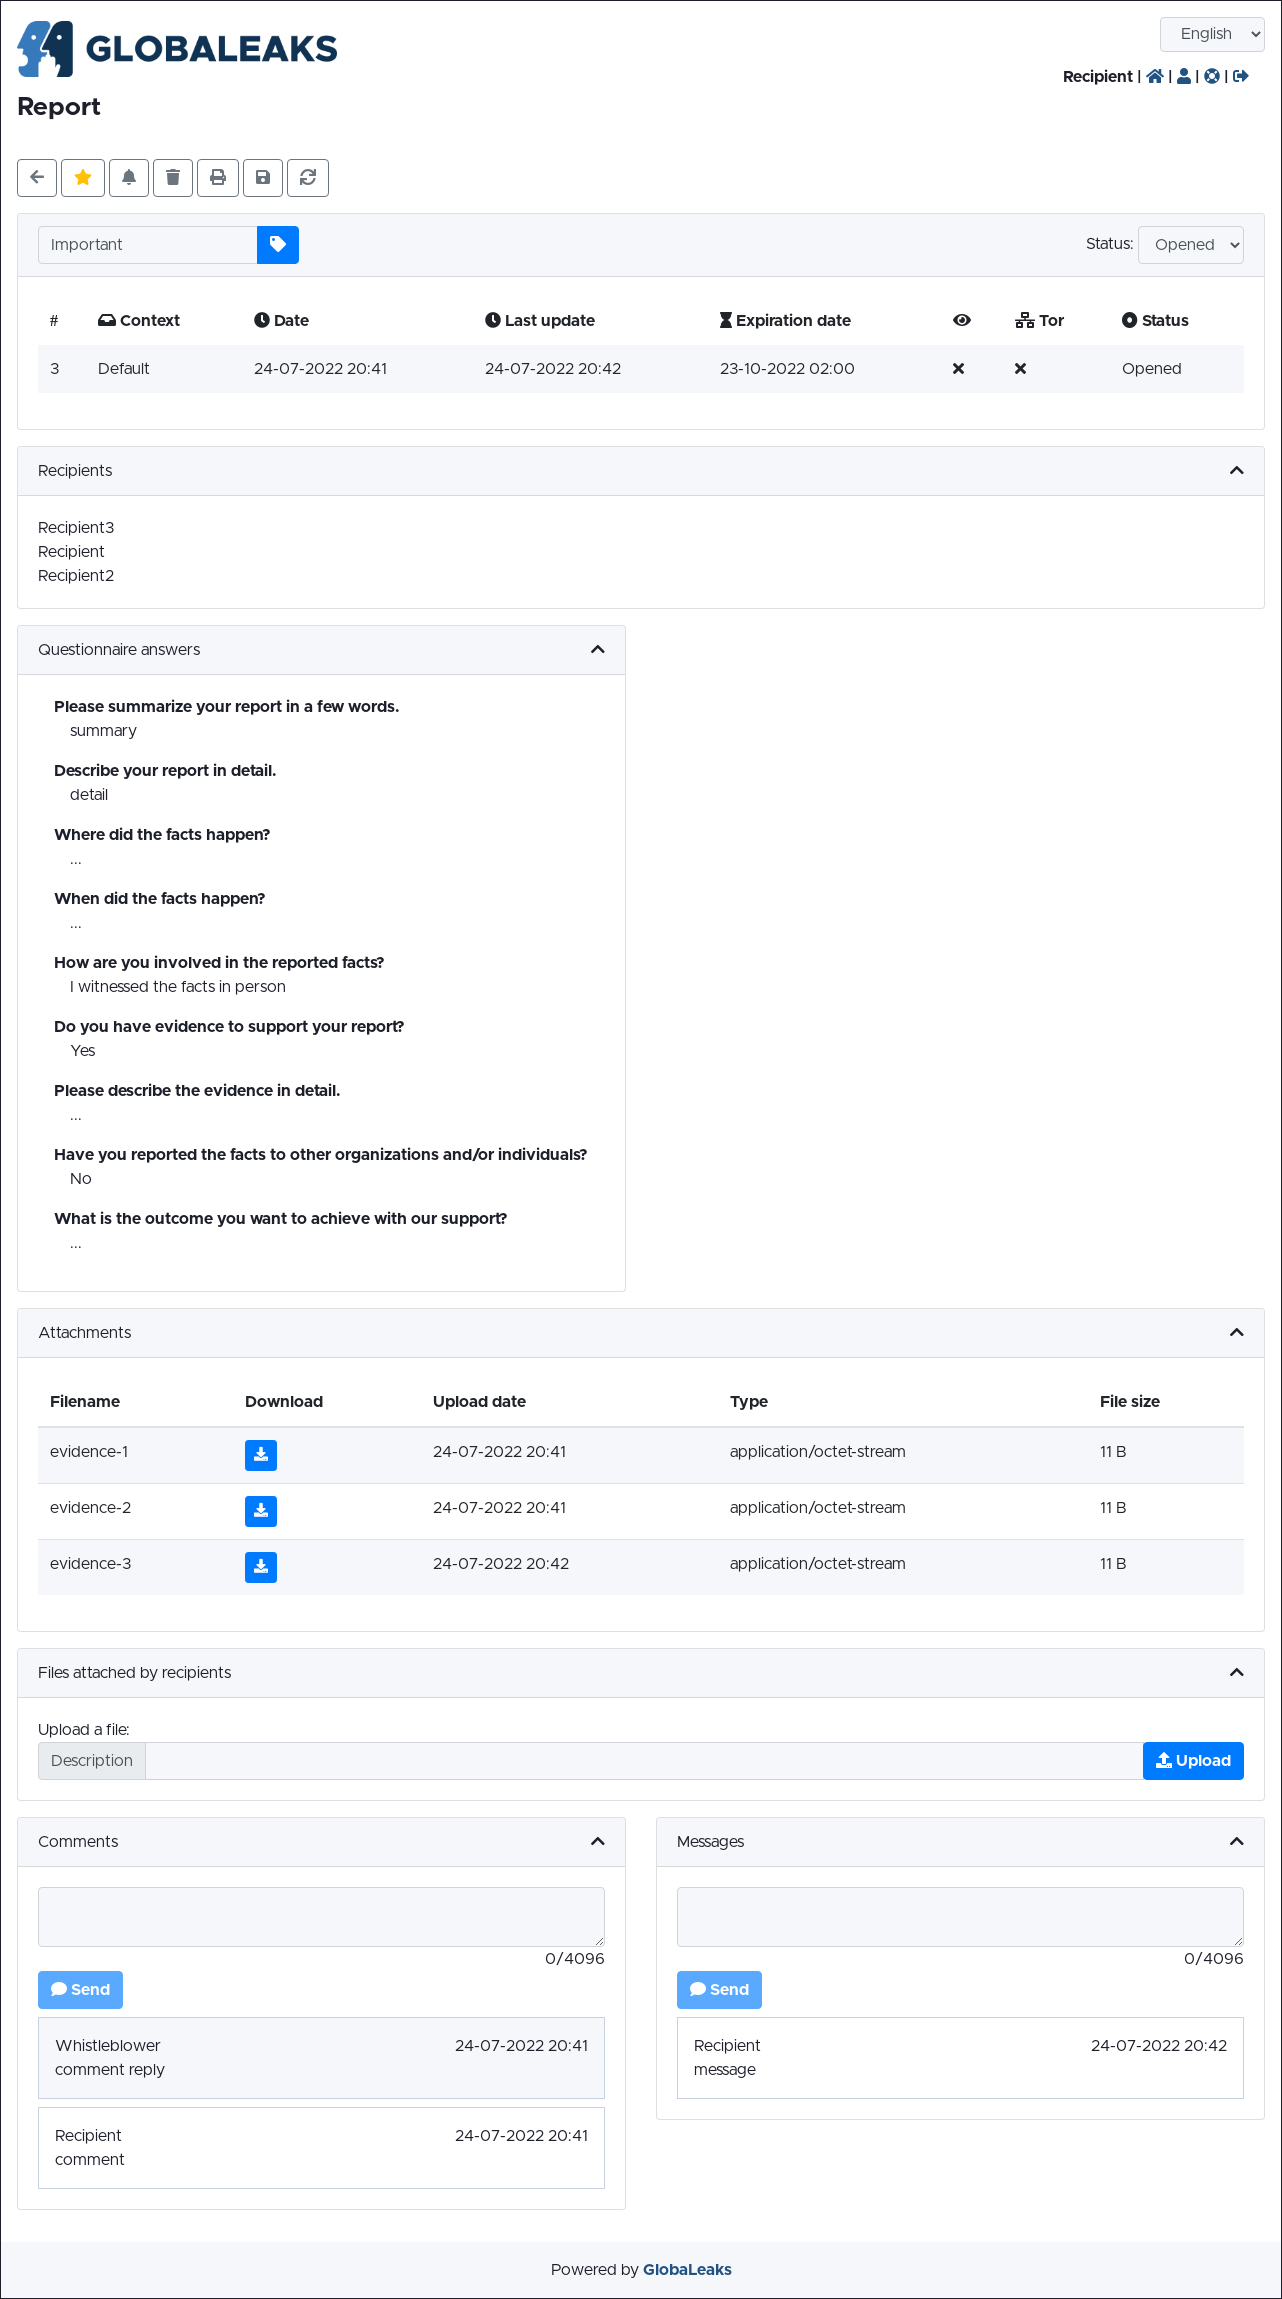 GLOBALEAKS
English
Recipient | | | |
Report
Important
Status: Opened
# Context Date Last update Expiration date Tor Status
3 Default 24-07-2022 20:41 24-07-2022 20:42 23-10-2022 02:00 Opened
Recipients
Recipient3
Recipient
Recipient2
Questionnaire answers
Please summarize your report in a few words.
summary
Describe your report in detail.
detail
Where did the facts happen?
...
When did the facts happen?
...
How are you involved in the reported facts?
I witnessed the facts in person
Do you have evidence to support your report?
Yes
Please describe the evidence in detail.
...
Have you reported the facts to other organizations and/or individuals?
No
What is the outcome you want to achieve with our support?
...
Attachments
Filename Download Upload date Type File size
evidence-1 24-07-2022 20:41 application/octet-stream 11 B
evidence-2 24-07-2022 20:41 application/octet-stream 11 B
evidence-3 24-07-2022 20:42 application/octet-stream 11 B
Files attached by recipients
Upload a file:
Description Upload
Comments
0/4096
Send
Whistleblower 24-07-2022 20:41
comment reply
Recipient 24-07-2022 20:41
comment
Messages
0/4096
Send
Recipient 24-07-2022 20:42
message
Powered by GlobaLeaks